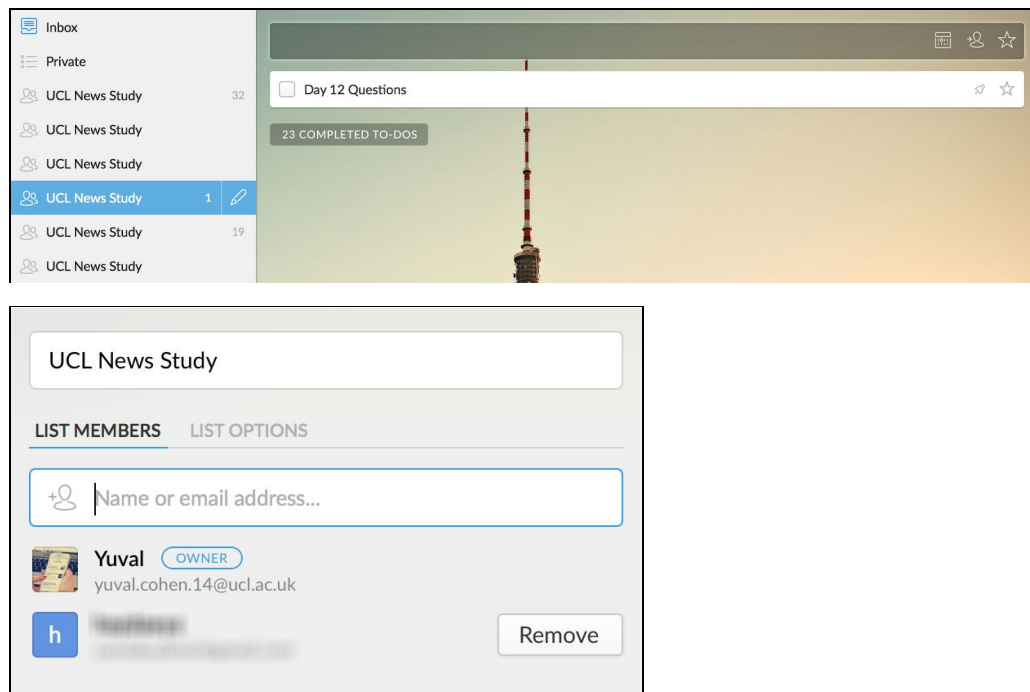 Inbox
Private
UCL News Study 32
UCL News Study
UCL News Study
UCL News Study 1
UCL News Study 19
UCL News Study
Day 12 Questions
23 COMPLETED TO-DOS
UCL News Study
LIST MEMBERS LIST OPTIONS
Name or email address...
Yuval OWNER
yuval.cohen.14@ucl.ac.uk
h
Remove